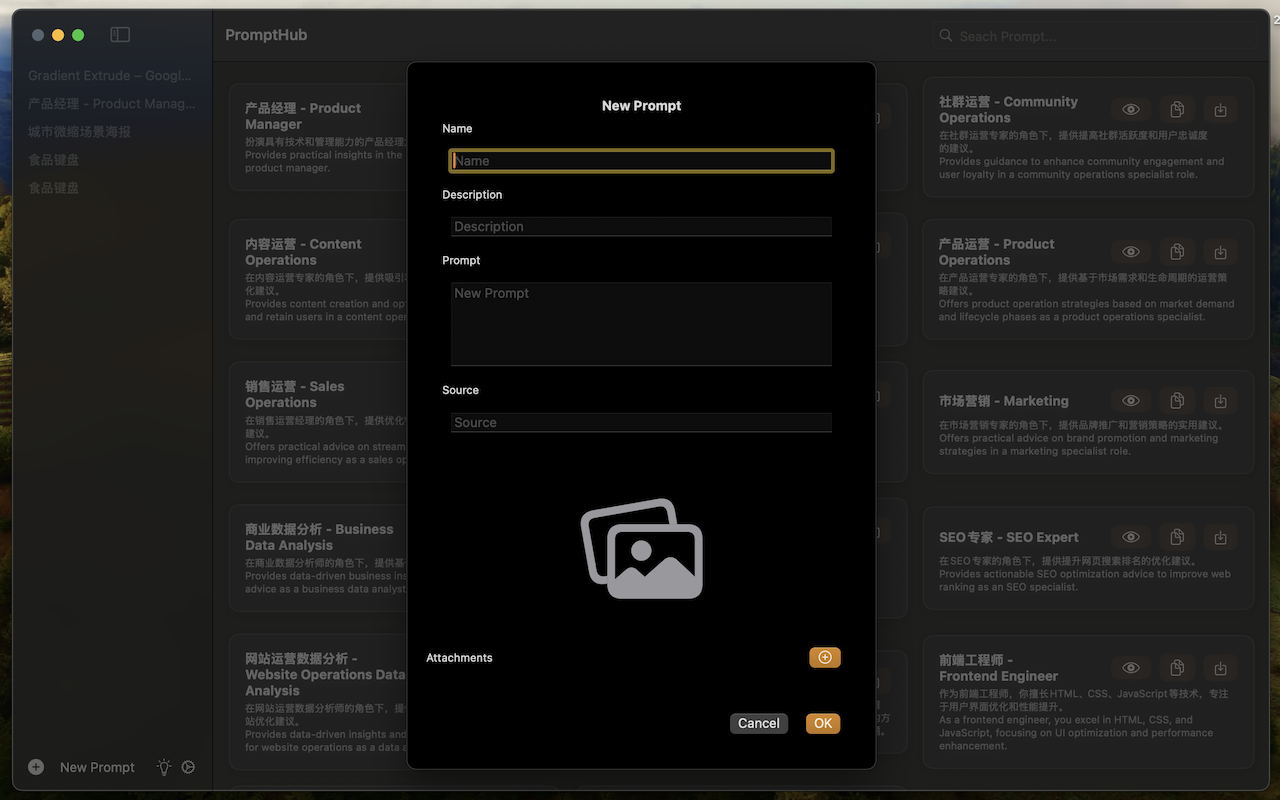 PromptHub
Seach Prompt...
2
Gradient Extrude – Googl...
产品经理 - Product Manag...
城市微缩场景海报
食品键盘
食品键盘
New Prompt
产品经理 - Product
Manager
扮演具有技术和管理能力的产品经理
Provides practical insights in the
product manager.
内容运营 - Content
Operations
在内容运营专家的角色下，提供吸引
化建议。
Provides content creation and
and retain users in a content
销售运营 - Sales
Operations
在销售运营经理的角色下，提供优化
建议。
Offers practical advice on
improving efficiency as a sales
商业数据分析 - Business
Data Analysis
在商业数据分析师的角色下，提供基
Provides data-driven business
advice as a business data analyst
网站运营数据分析 -
Website Operations Data
Analysis
在网站运营数据分析师的角色下，提
站优化建议。
Provides data-driven insights and
for website operations as a data
New Prompt
Name
Name
Description
Description
Prompt
New Prompt
Source
Source
Attachments
Cancel
OK
的方
社群运营 - Community
Operations
在社群运营专家的角色下，提供提高社群活跃度和用户忠诚度
的建议。
Provides guidance to enhance community engagement and
user loyalty in a community operations specialist role.
产品运营 - Product
Operations
在产品运营专家的角色下，提供基于市场需求和生命周期的运营策
略建议。
Offers product operation strategies based on market demand
and lifecycle phases as a product operations specialist.
市场营销 - Marketing
在市场营销专家的角色下，提供品牌推广和营销策略的实用建议。
Offers practical advice on brand promotion and marketing
strategies in a marketing specialist role.
SEO专家 - SEO Expert
在SEO专家的角色下，提供提升网页搜索排名的优化建议。
Provides actionable SEO optimization advice to improve web
ranking as an SEO specialist.
前端工程师 -
Frontend Engineer
作为前端工程师，你擅长HTML、CSS、JavaScript等技术，专注
于用户界面优化和性能提升。
As a frontend engineer, you excel in HTML, CSS, and
JavaScript, focusing on UI optimization and performance
enhancement.